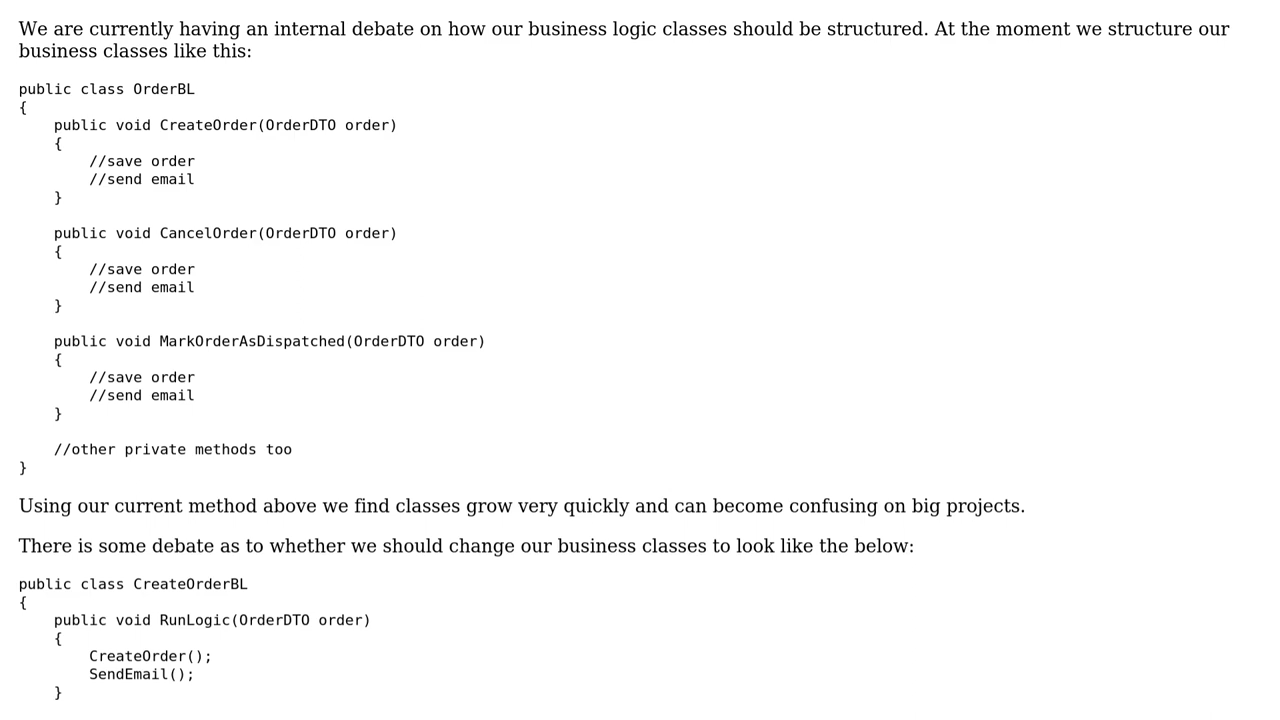 We are currently having an internal debate on how our business logic classes should be structured. At the moment we structure our
business classes like this:
public class OrderBL
{
    public void CreateOrder(OrderDTO order)
    {
        //save order
        //send email
    }
    public void CancelOrder(OrderDTO order)
    {
        //save order
        //send email
    }
    public void MarkOrderAsDispatched(OrderDTO order)
    {
        //save order
        //send email
    }
    //other private methods too
}
Using our current method above we find classes grow very quickly and can become confusing on big projects.
There is some debate as to whether we should change our business classes to look like the below:
public class CreateOrderBL
{
    public void RunLogic(OrderDTO order)
    {
        CreateOrder();
        SendEmail();
    }